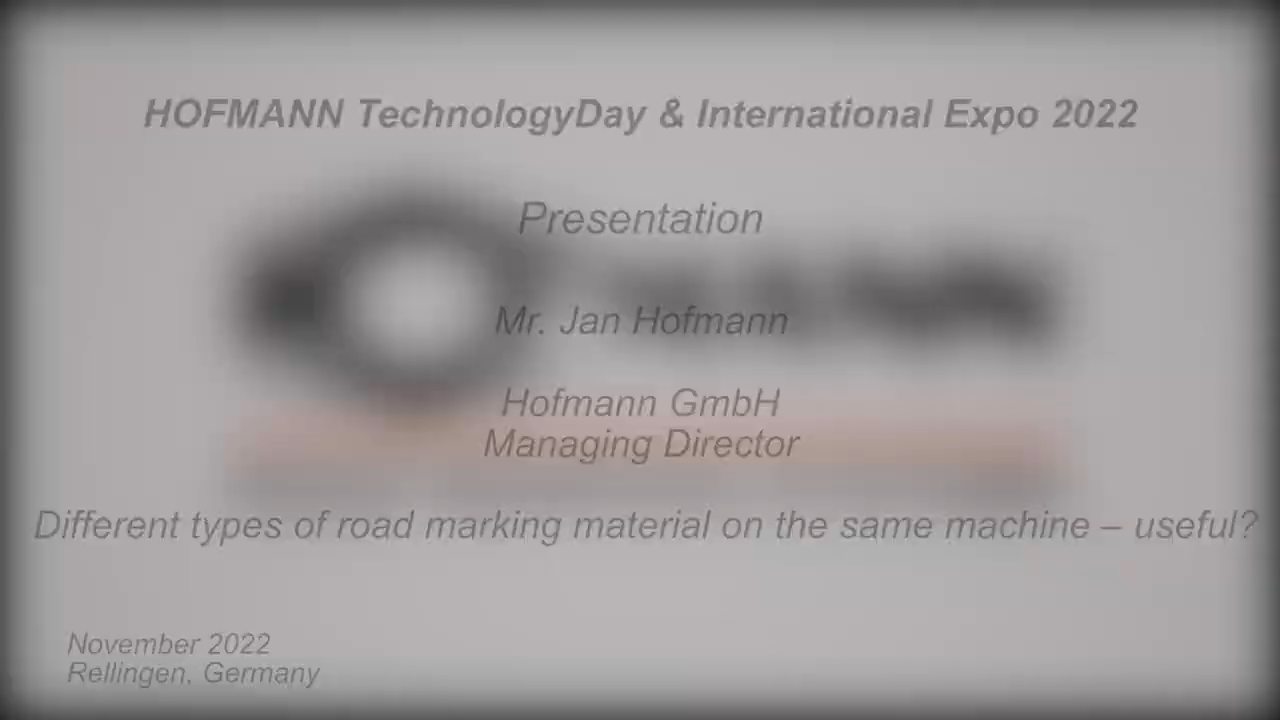 HOFMANN TechnologyDay & International Expo 2022
Presentation
Mr. Jan Hofmann
Hofmann GmbH
Managing Director
Different types of road marking material on the same machine – useful?
November 2022
Rellingen, Germany